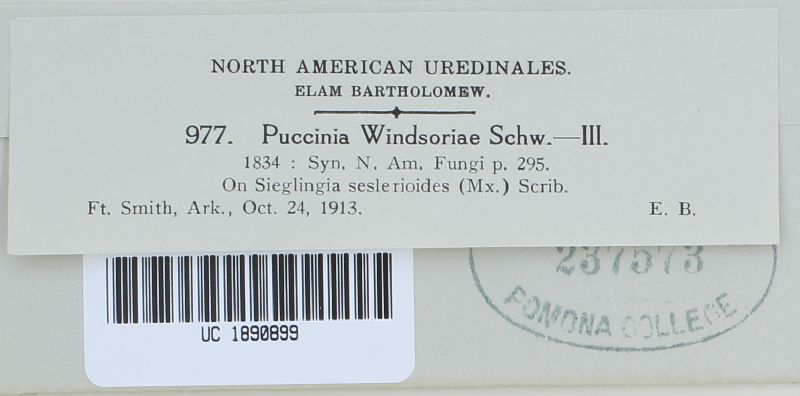 NORTH AMERICAN UREDINALES.
ELAM BARTHOLOMEW.
977. Puccinia Windsoriae Schw.—III.
1834 : Syn. N. Am. Fungi p. 295.
On Sieglingia seslerioides (Mx.) Scrib.
Ft. Smith, Ark., Oct. 24, 1913. E. B.
237573
POMONA COLLEGE
UC 1890899